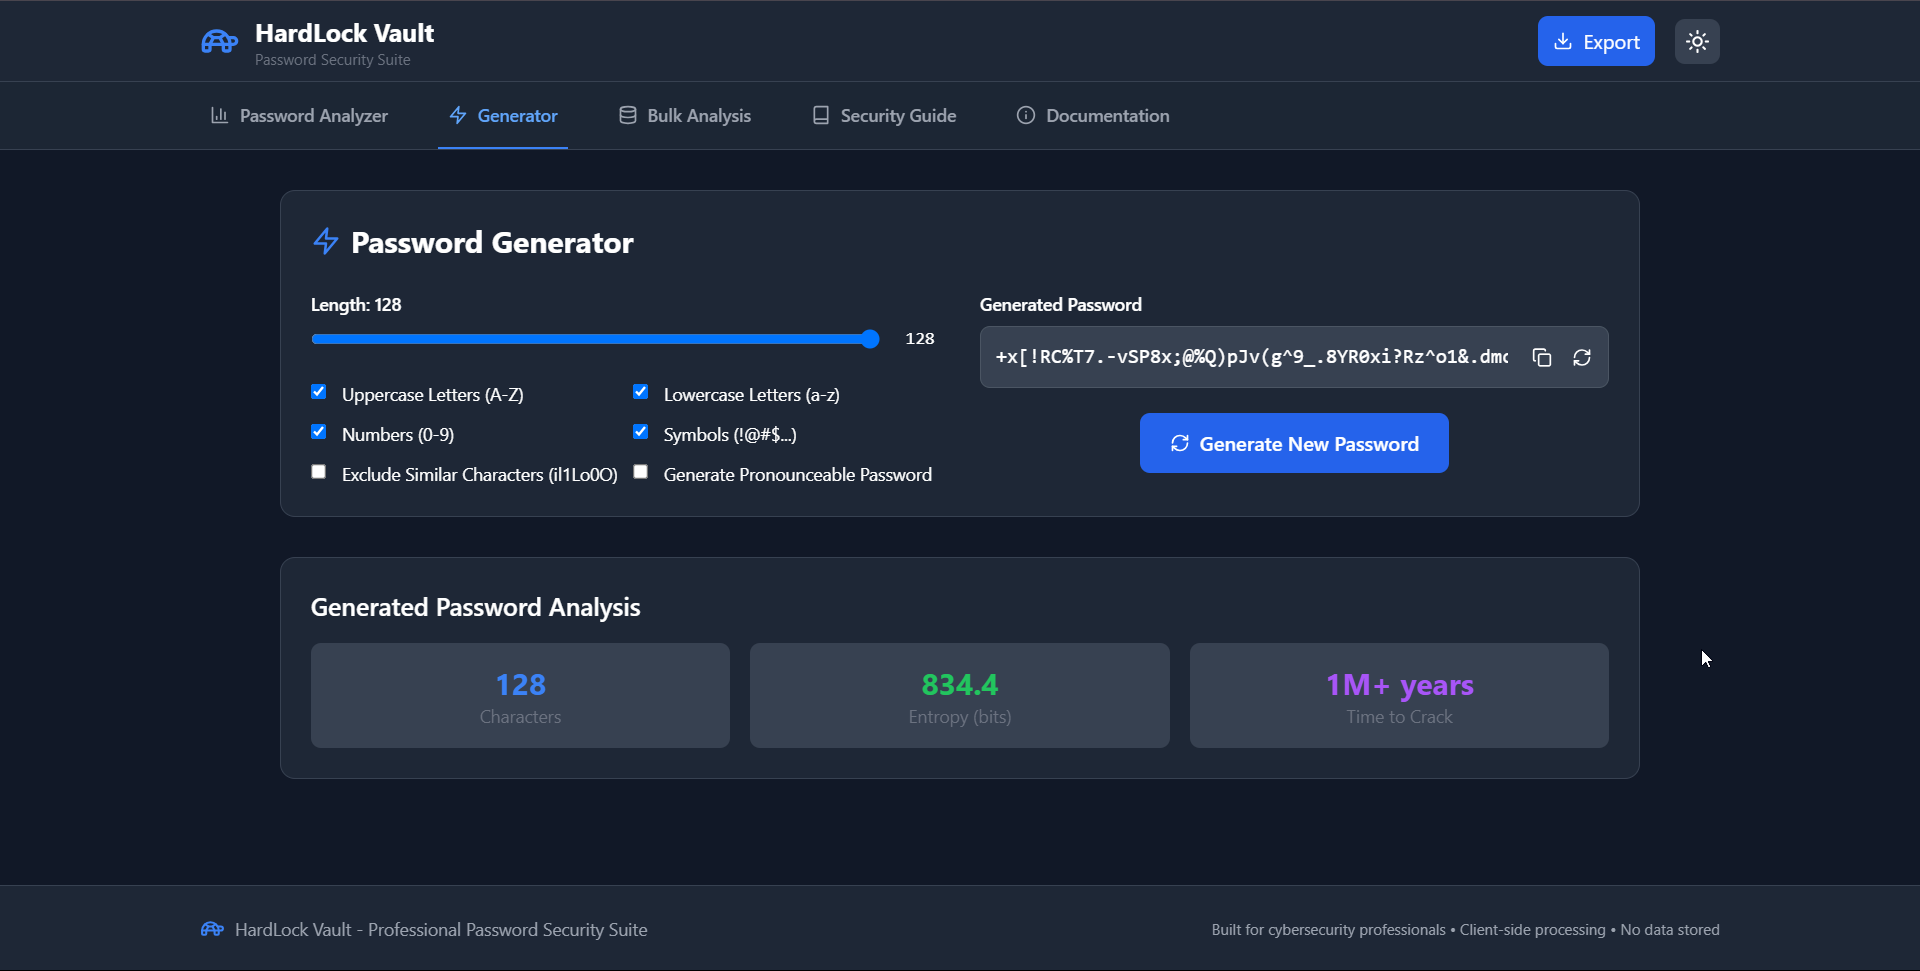 HardLock Vault
Password Security Suite
Export
Password Analyzer
Generator
Bulk Analysis
Security Guide
Documentation
Password Generator
Length: 128
128
Uppercase Letters (A-Z)
Lowercase Letters (a-z)
Numbers (0-9)
Symbols (!@#$...)
Exclude Similar Characters (il1Lo0O)
Generate Pronounceable Password
Generated Password
+x[!RC%T7.-vSP8x;@%Q)pJv(g^9_.8YR0xi?Rz^o1&.dm
Generate New Password
Generated Password Analysis
128
Characters
834.4
Entropy (bits)
1M+ years
Time to Crack
HardLock Vault - Professional Password Security Suite
Built for cybersecurity professionals • Client-side processing • No data stored